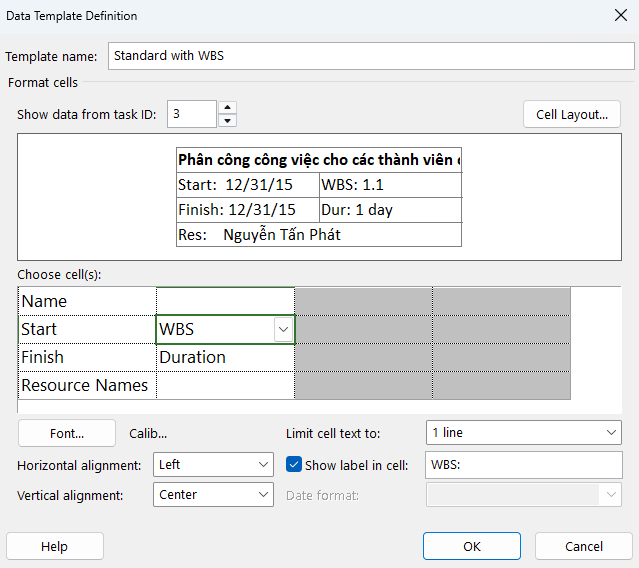 Data Template Definition
Template name: Standard with WBS
Format cells
Show data from task ID: 3 Cell Layout...
Phân công công việc cho các thành viên
Start: 12/31/15 WBS: 1.1
Finish: 12/31/15 Dur: 1 day
Res: Nguyễn Tấn Phát
Choose cell(s):
Name
Start WBS
Finish Duration
Resource Names
Font... Calib... Limit cell text to: 1 line
Horizontal alignment: Left Show label in cell: WBS:
Vertical alignment: Center Date format:
Help OK Cancel